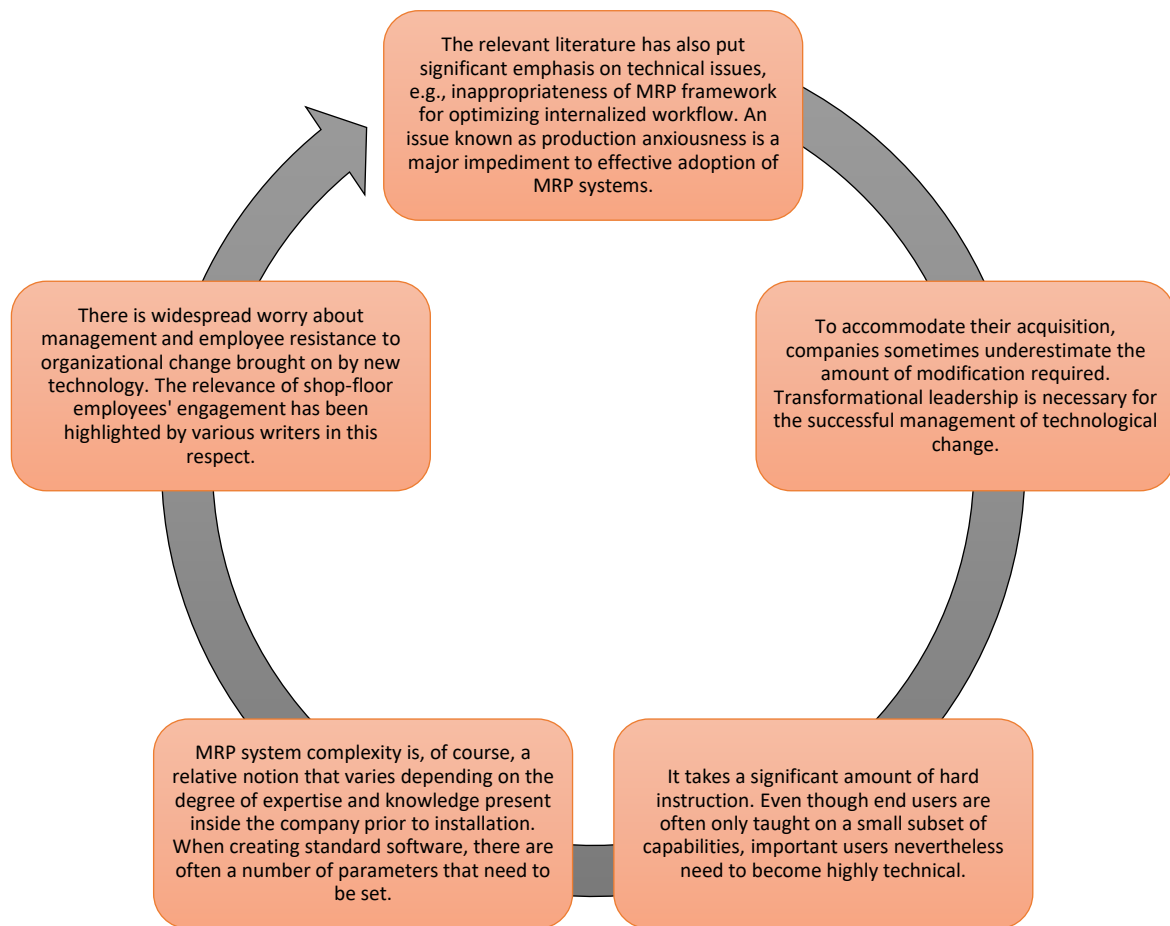 The relevant literature has also put
significant emphasis on technical issues,
e.g., inappropriateness of MRP framework
for optimizing internalized workflow. An
issue known as production anxiousness is a
major impediment to effective adoption of
MRP systems.
To accommodate their acquisition,
companies sometimes underestimate the
amount of modification required.
Transformational leadership is necessary for
the successful management of technological
change.
It takes a significant amount of hard
instruction. Even though end users are
often only taught on a small subset of
capabilities, important users nevertheless
need to become highly technical.
MRP system complexity is, of course, a
relative notion that varies depending on the
degree of expertise and knowledge present
inside the company prior to installation.
When creating standard software, there are
often a number of parameters that need to
be set.
There is widespread worry about
management and employee resistance to
organizational change brought on by new
technology. The relevance of shop-floor
employees' engagement has been
highlighted by various writers in this
respect.